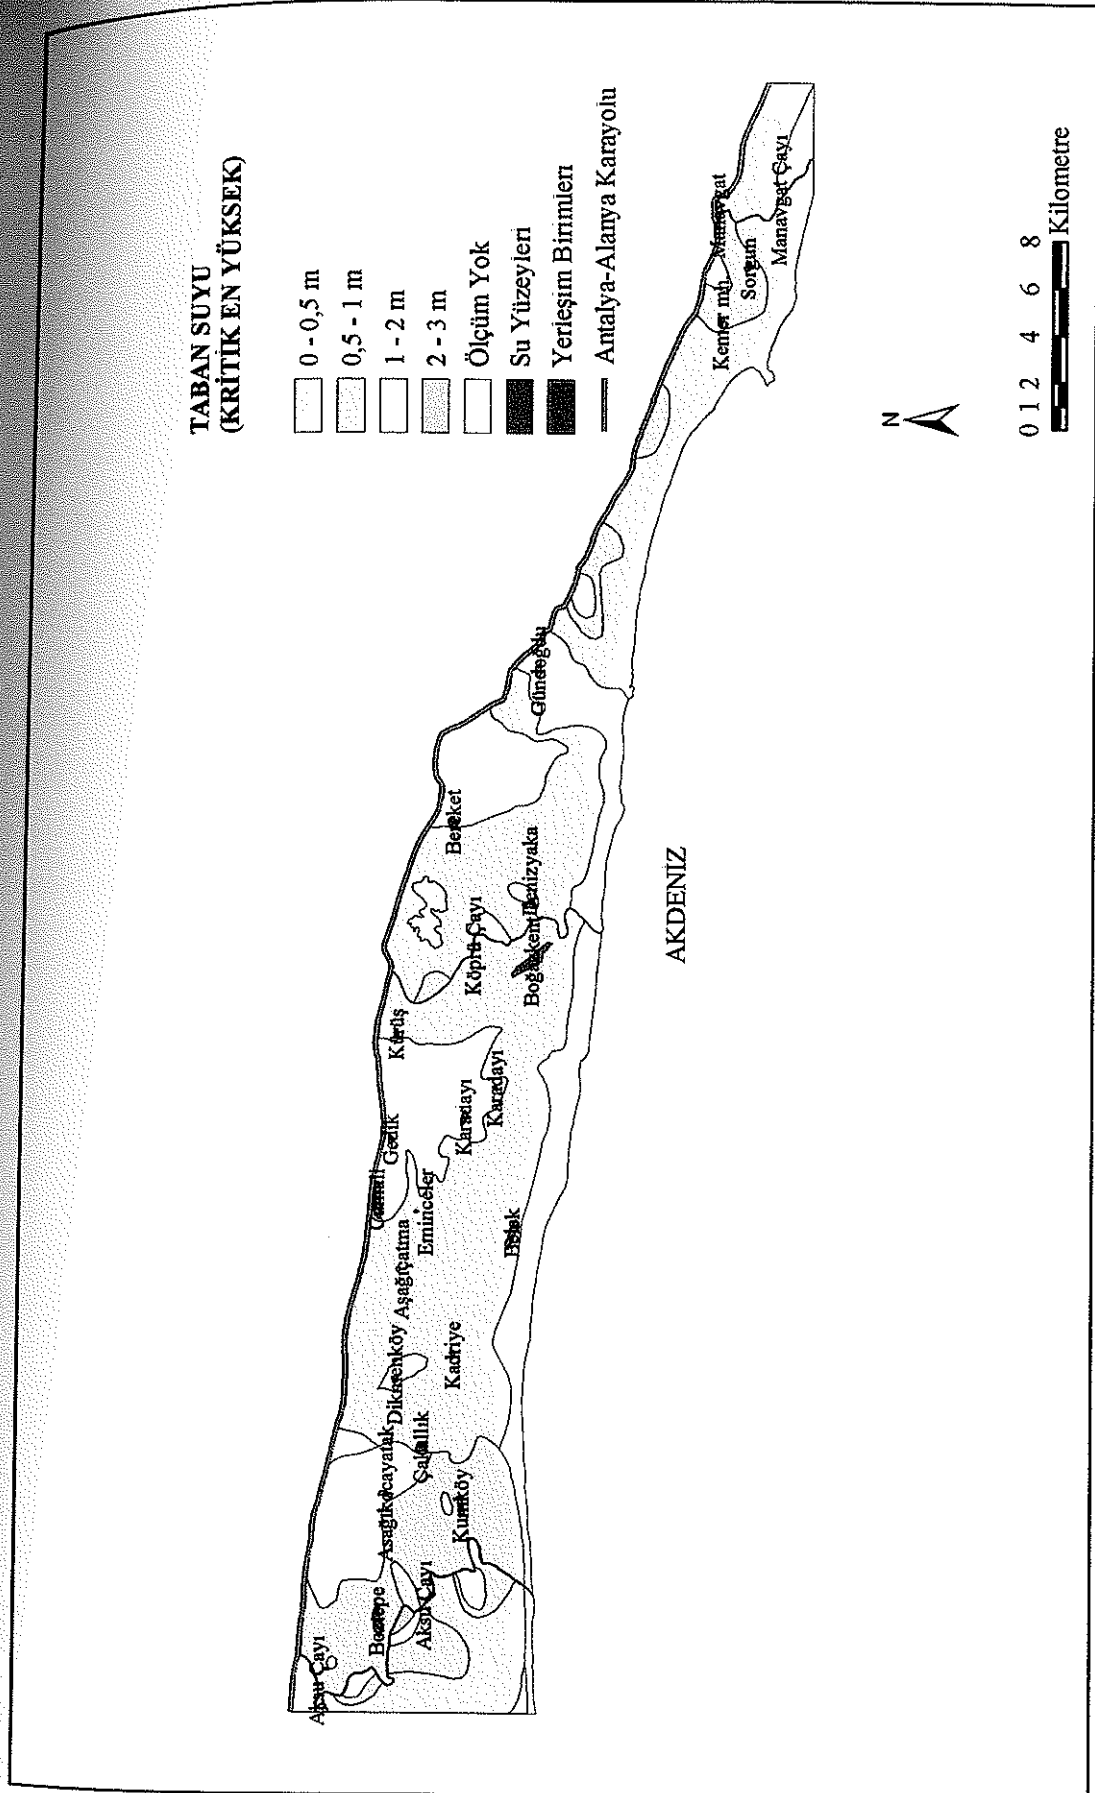 TABAN SUYU
(KRİTİK EN YÜKSEK)
0 - 0,5 m
0,5 - 1 m
1 - 2 m
2 - 3 m
Ölçüm Yok
Su Yüzeyleri
Yerleşim Birimleri
Antalya-Alanya Karayolu
Aksu Çayı
Boztepe
Aksu Çayı
Aşağıkocayatak
Çakallık
Kumköy
Dikmenköy
Kadriye
Aşağıçatma
Eminceler
Belek
Gedik
Karadayı
Karadayı
Kürüş
Köprü Çayı
Boğazkent
Denizyaka
Bereket
Gündoğdu
Kemer mh.
Manavgat
Sorgun
Manavgat Çayı
AKDENİZ
N
0 1 2 4 6 8
Kilometre